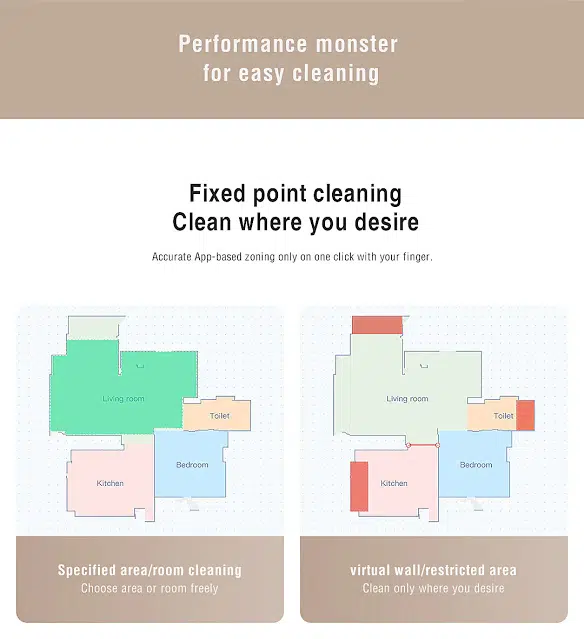 Performance monster
for easy cleaning
Fixed point cleaning
Clean where you desire
Accurate App-based zoning only on one click with your finger.
Living room
Toilet
Bedroom
Kitchen
Specified area/room cleaning
Choose area or room freely
Living room
Toilet
Bedroom
Kitchen
virtual wall/restricted area
Clean only where you desire